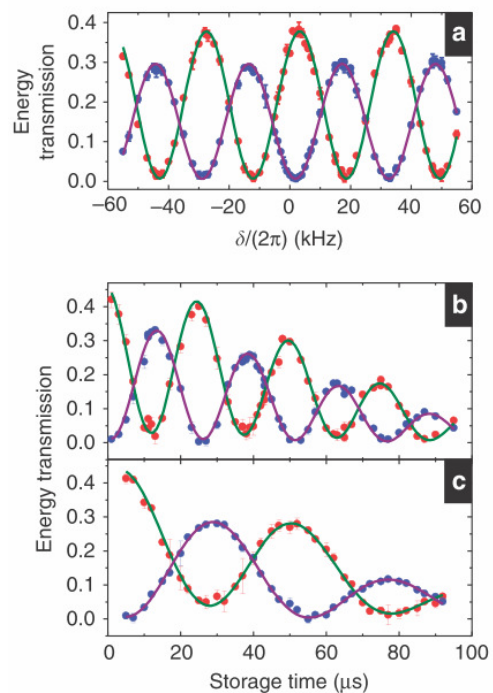 a
Energy
transmission
0.4
0.3
0.2
0.1
0.0
−60 −40 −20 0 20 40 60
δ/(2π) (kHz)
b
Energy transmission
0.4
0.3
0.2
0.1
0.0
c
0.4
0.3
0.2
0.1
0.0
0 20 40 60 80 100
Storage time (μs)